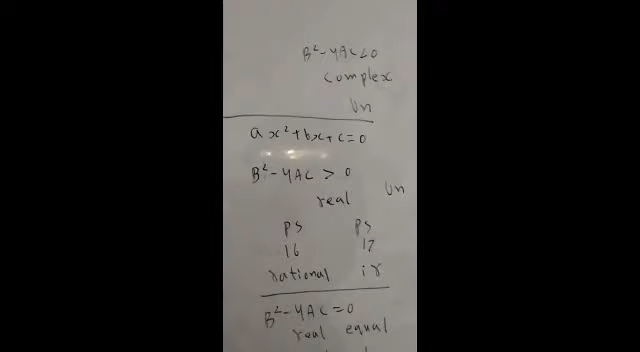 B²-4AC<0
complex
Un
ax²+bx+c=0
B²-4AC > 0
real Un
PS PS
16 17
rational ir
B²-4AC=0
real equal